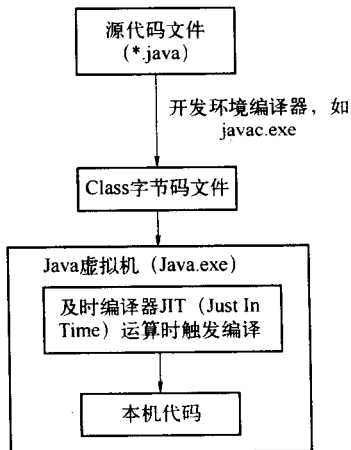 源代码文件
(*.java)
开发环境编译器，如
javac.exe
Class字节码文件
Java虚拟机（Java.exe）
及时编译器JIT（Just In
Time）运算时触发编译
本机代码